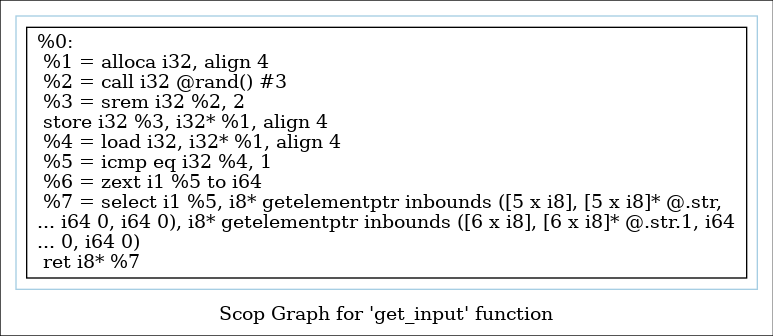 %0:
%1 = alloca i32, align 4
%2 = call i32 @rand() #3
%3 = srem i32 %2, 2
store i32 %3, i32* %1, align 4
%4 = load i32, i32* %1, align 4
%5 = icmp eq i32 %4, 1
%6 = zext i1 %5 to i64
%7 = select i1 %5, i8* getelementptr inbounds ([5 x i8], [5 x i8]* @.str,
... i64 0, i64 0), i8* getelementptr inbounds ([6 x i8], [6 x i8]* @.str.1, i64
... 0, i64 0)
ret i8* %7
Scop Graph for 'get_input' function